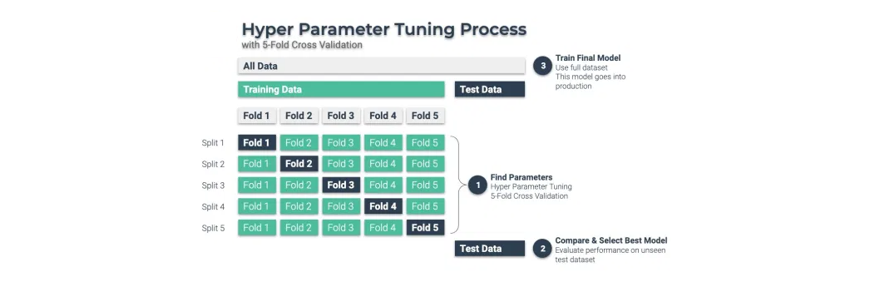 Hyper Parameter Tuning Process
with 5-Fold Cross Validation
All Data
3
Train Final Model
Use full dataset
This model goes into
production
Training Data
Test Data
Fold 1 Fold 2 Fold 3 Fold 4 Fold 5
Split 1 Fold 1 Fold 2 Fold 3 Fold 4 Fold 5
Split 2 Fold 1 Fold 2 Fold 3 Fold 4 Fold 5
Split 3 Fold 1 Fold 2 Fold 3 Fold 4 Fold 5
Split 4 Fold 1 Fold 2 Fold 3 Fold 4 Fold 5
Split 5 Fold 1 Fold 2 Fold 3 Fold 4 Fold 5
1
Find Parameters
Hyper Parameter Tuning
5-Fold Cross Validation
Test Data
2
Compare & Select Best Model
Evaluate performance on unseen
test dataset